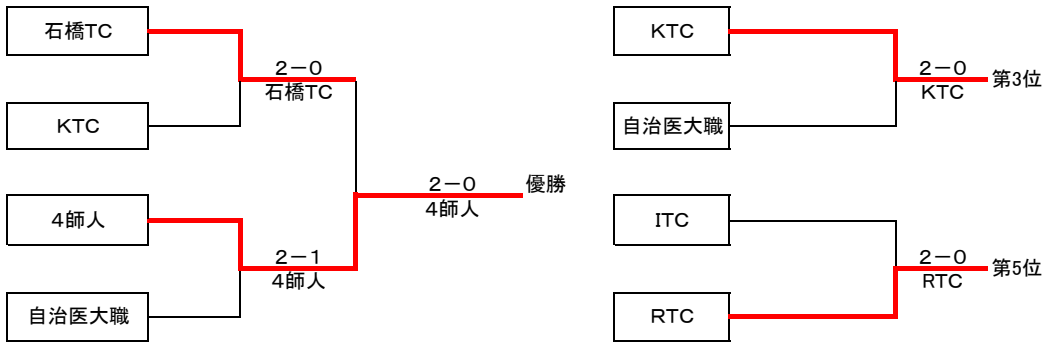 石橋TC
2－0
石橋TC
KTC
2－0
4師人
優勝
4師人
2－1
4師人
自治医大職
KTC
2－0
KTC
第3位
自治医大職
ITC
2－0
RTC
第5位
RTC